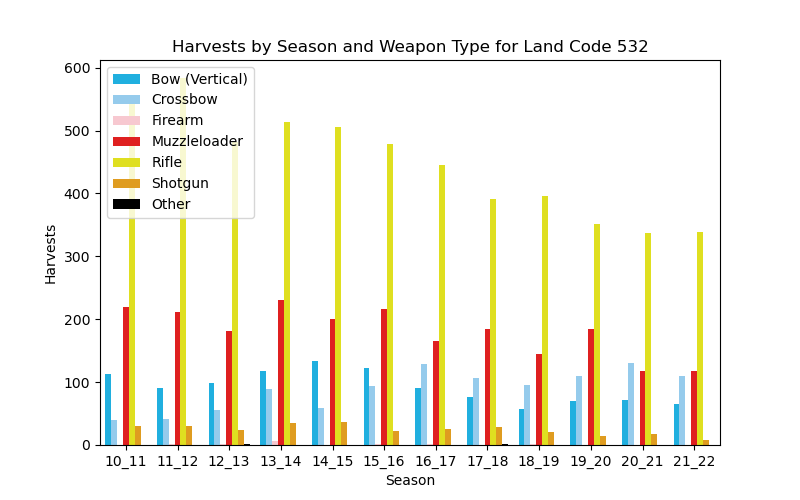 Harvests by Season and Weapon Type for Land Code 532
600
500
400
300
200
100
0
Harvests
Bow (Vertical)
Crossbow
Firearm
Muzzleloader
Rifle
Shotgun
Other
10_11 11_12 12_13 13_14 14_15 15_16 16_17 17_18 18_19 19_20 20_21 21_22
Season